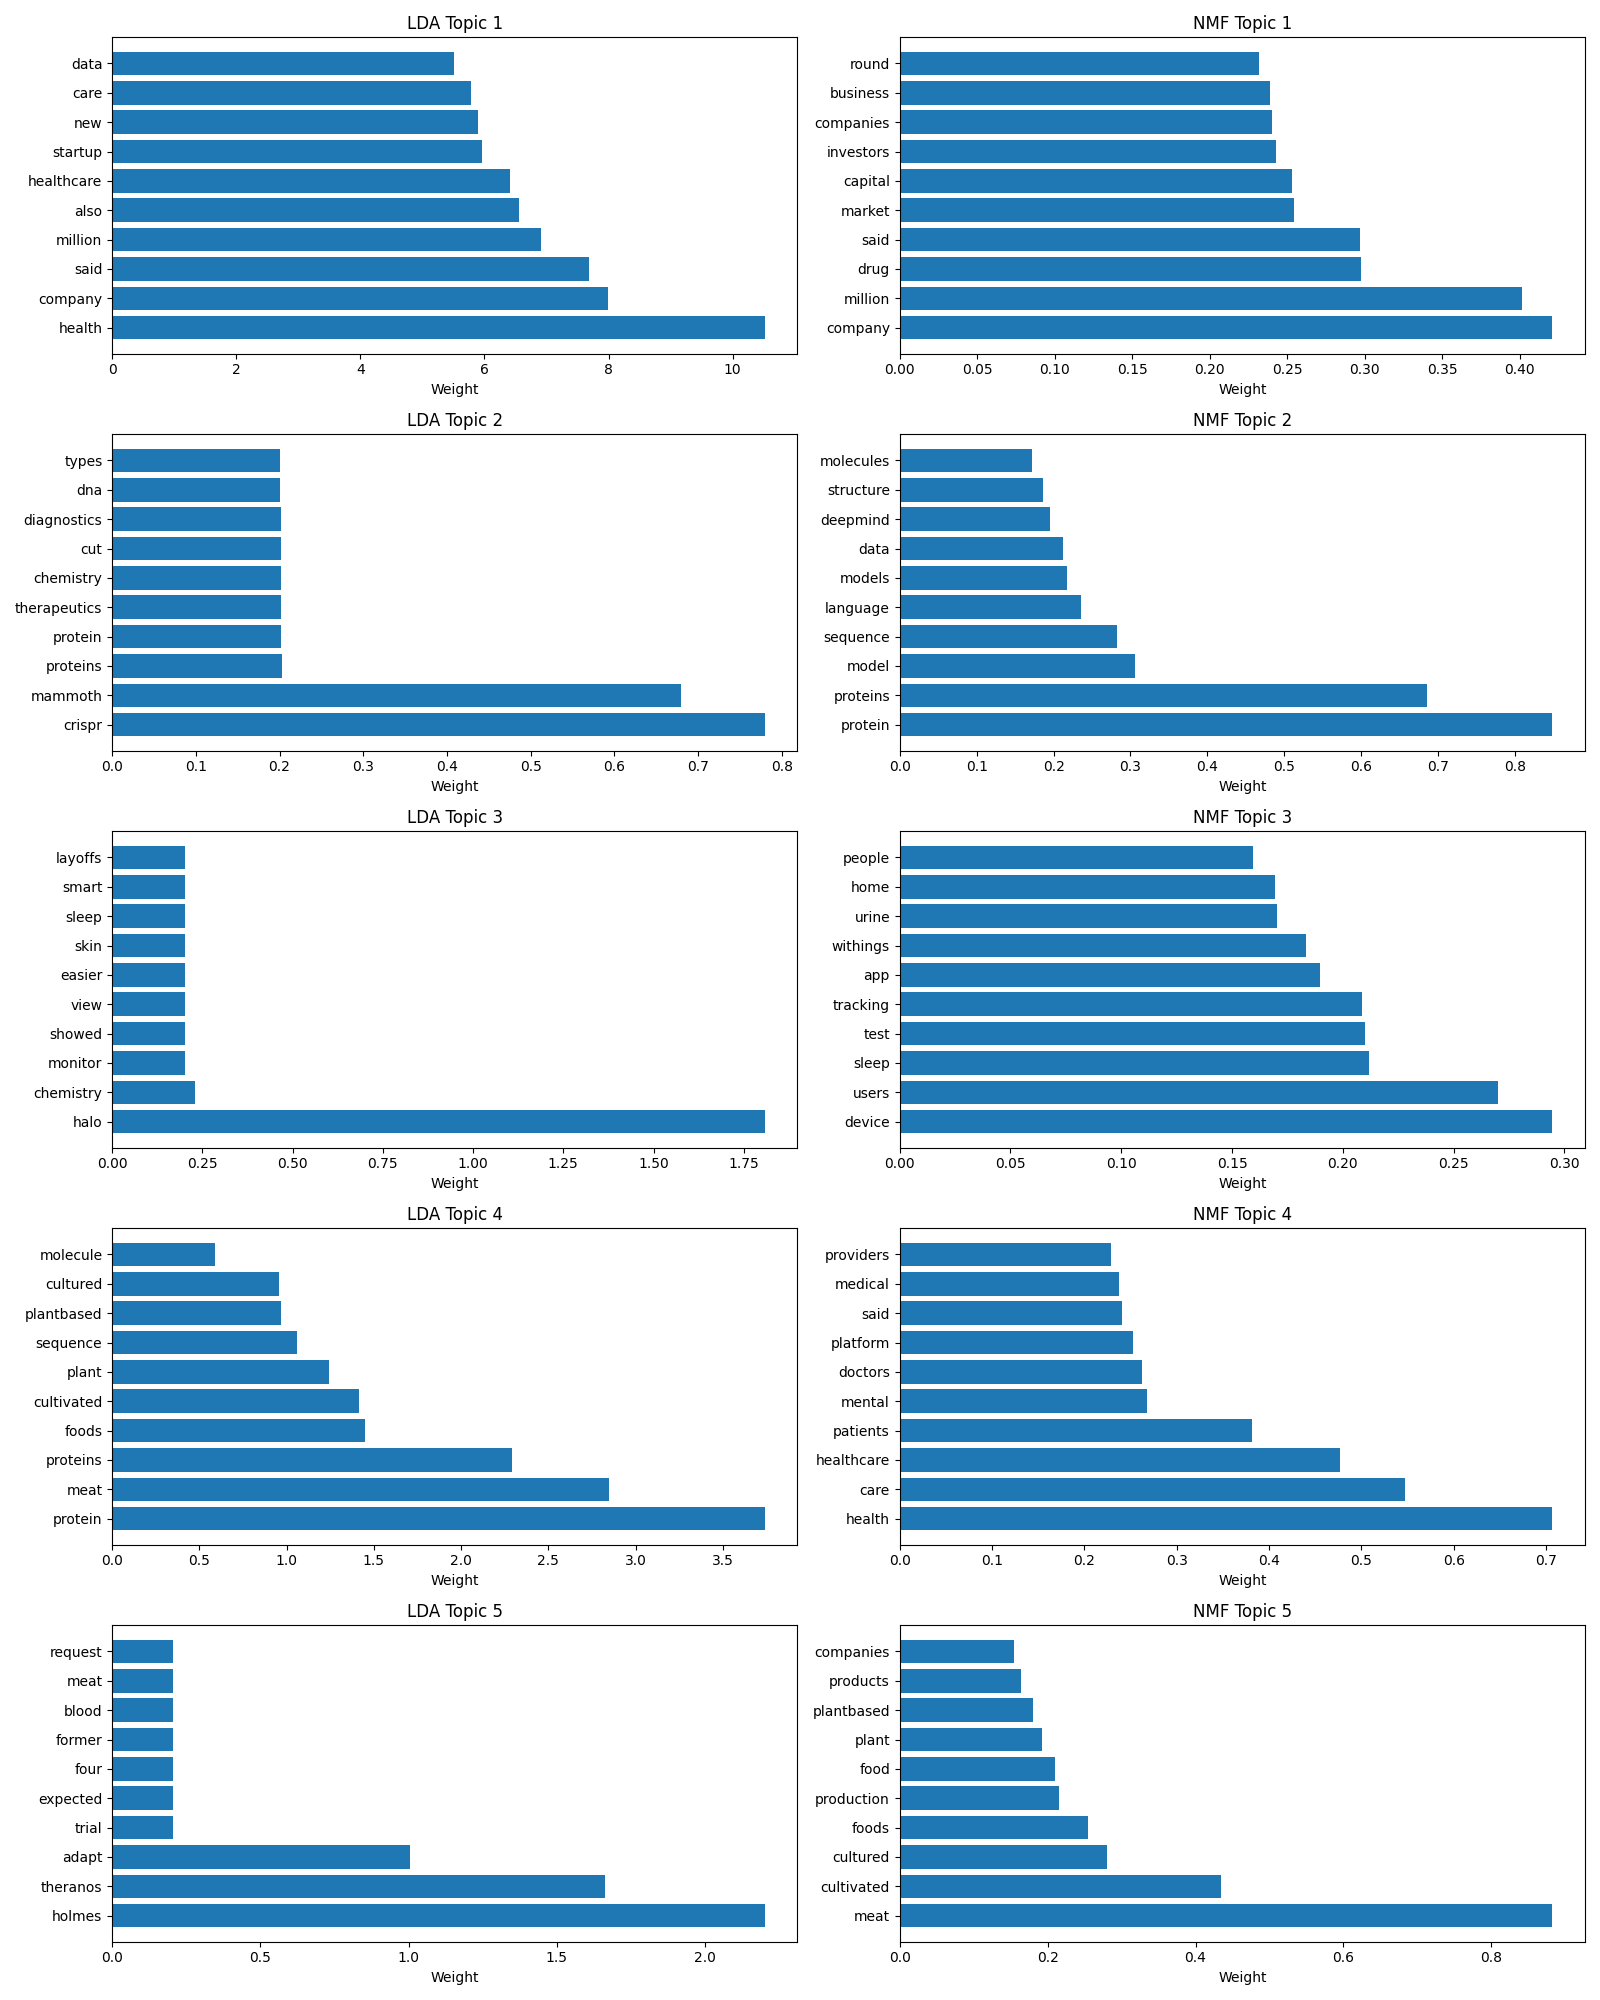 LDA Topic 1
data
care
new
startup
healthcare
also
million
said
company
health
0 2 4 6 8 10
Weight
NMF Topic 1
round
business
companies
investors
capital
market
said
drug
million
company
0.00 0.05 0.10 0.15 0.20 0.25 0.30 0.35 0.40
Weight
LDA Topic 2
types
dna
diagnostics
cut
chemistry
therapeutics
protein
proteins
mammoth
crispr
0.0 0.1 0.2 0.3 0.4 0.5 0.6 0.7 0.8
Weight
NMF Topic 2
molecules
structure
deepmind
data
models
language
sequence
model
proteins
protein
0.0 0.1 0.2 0.3 0.4 0.5 0.6 0.7 0.8
Weight
LDA Topic 3
layoffs
smart
sleep
skin
easier
view
showed
monitor
chemistry
halo
0.00 0.25 0.50 0.75 1.00 1.25 1.50 1.75
Weight
NMF Topic 3
people
home
urine
withings
app
tracking
test
sleep
users
device
0.00 0.05 0.10 0.15 0.20 0.25 0.30
Weight
LDA Topic 4
molecule
cultured
plantbased
sequence
plant
cultivated
foods
proteins
meat
protein
0.0 0.5 1.0 1.5 2.0 2.5 3.0 3.5
Weight
NMF Topic 4
providers
medical
said
platform
doctors
mental
patients
healthcare
care
health
0.0 0.1 0.2 0.3 0.4 0.5 0.6 0.7
Weight
LDA Topic 5
request
meat
blood
former
four
expected
trial
adapt
theranos
holmes
0.0 0.5 1.0 1.5 2.0
Weight
NMF Topic 5
companies
products
plantbased
plant
food
production
foods
cultured
cultivated
meat
0.0 0.2 0.4 0.6 0.8
Weight